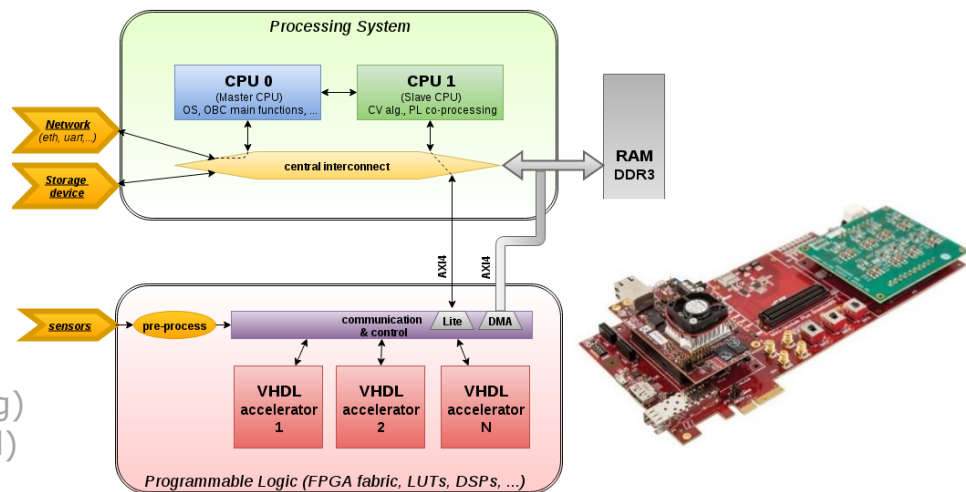 Processing System
CPU 0
(Master CPU)
OS, OBC main functions, ...
CPU 1
(Slave CPU)
CV alg., PL co-processing
Network
(eth, uart,...)
Storage
device
central interconnect
RAM
DDR3
AXI4
AXI4
sensors
pre-process
communication
& control
Lite
DMA
VHDL
accelerator
1
VHDL
accelerator
2
VHDL
accelerator
N
g)
Programmable Logic (FPGA fabric, LUTs, DSPs, ...)